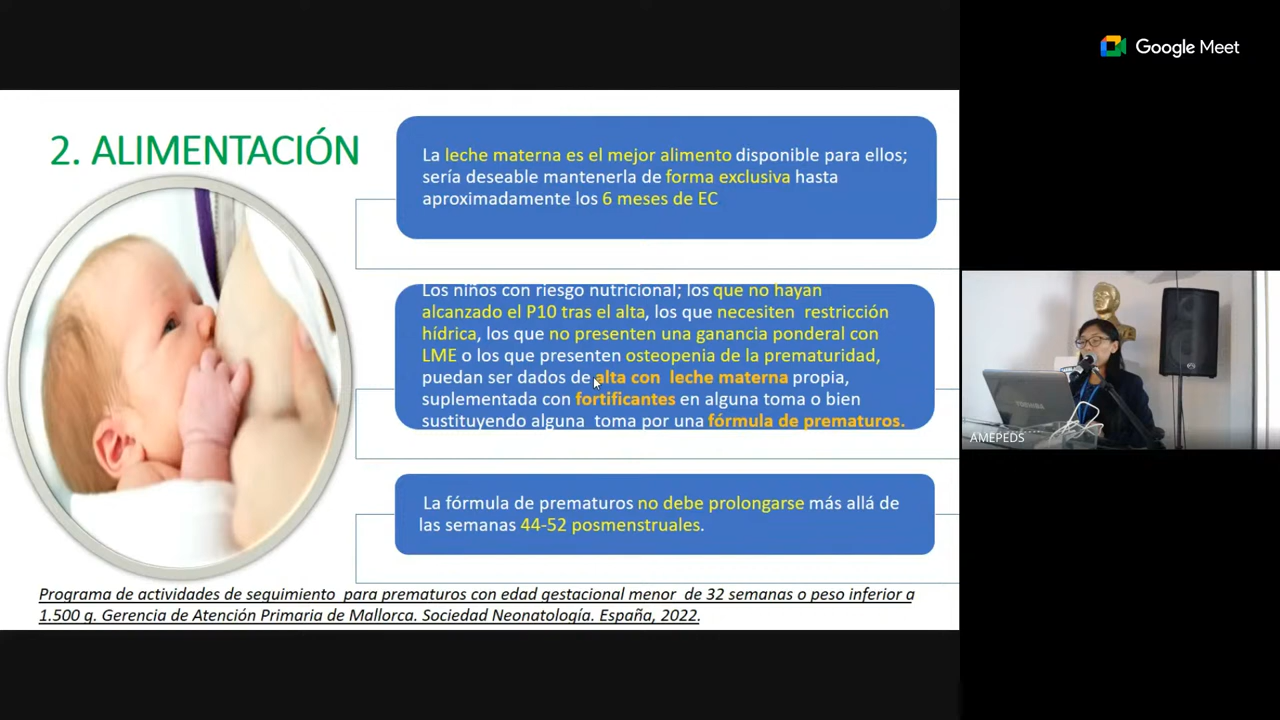 Google Meet
2. ALIMENTACIÓN
La leche materna es el mejor alimento disponible para ellos;
sería deseable mantenerla de forma exclusiva hasta
aproximadamente los 6 meses de EC
Los niños con riesgo nutricional; los que no hayan
alcanzado el P10 tras el alta, los que necesiten restricción
hídrica, los que no presenten una ganancia ponderal con
LME o los que presenten osteopenia de la prematuridad,
puedan ser dados de alta con leche materna propia,
suplementada con fortificantes en alguna toma o bien
sustituyendo alguna toma por una fórmula de prematuros.
La fórmula de prematuros no debe prolongarse más allá de
las semanas 44-52 posmenstruales.
Programa de actividades de seguimiento para prematuros con edad gestacional menor de 32 semanas o peso inferior a
1.500 g. Gerencia de Atención Primaria de Mallorca. Sociedad Neonatología. España, 2022.
TOSHIBA
AMEPEDS